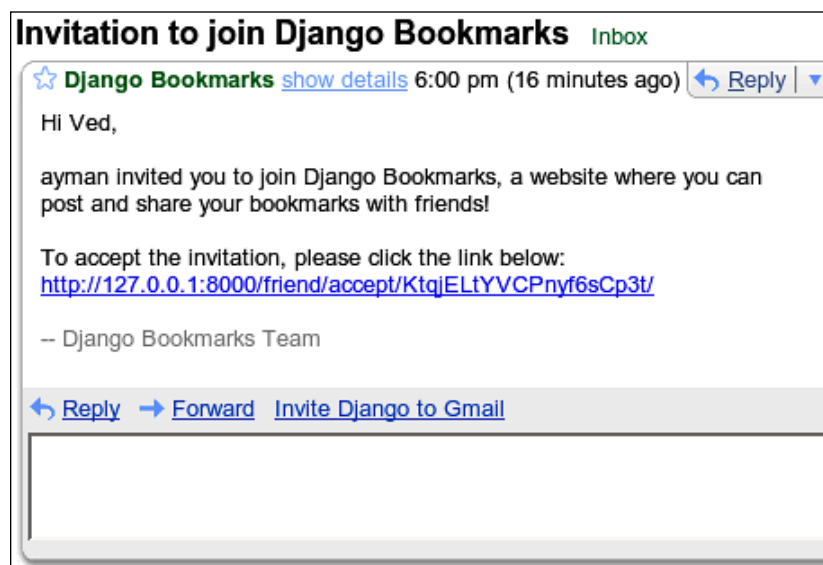 Invitation to join Django Bookmarks Inbox
Django Bookmarks show details 6:00 pm (16 minutes ago) Reply
Hi Ved,
ayman invited you to join Django Bookmarks, a website where you can
post and share your bookmarks with friends!
To accept the invitation, please click the link below:
http://127.0.0.1:8000/friend/accept/KtqjELtYVCPnyf6sCp3t/
-- Django Bookmarks Team
Reply Forward Invite Django to Gmail